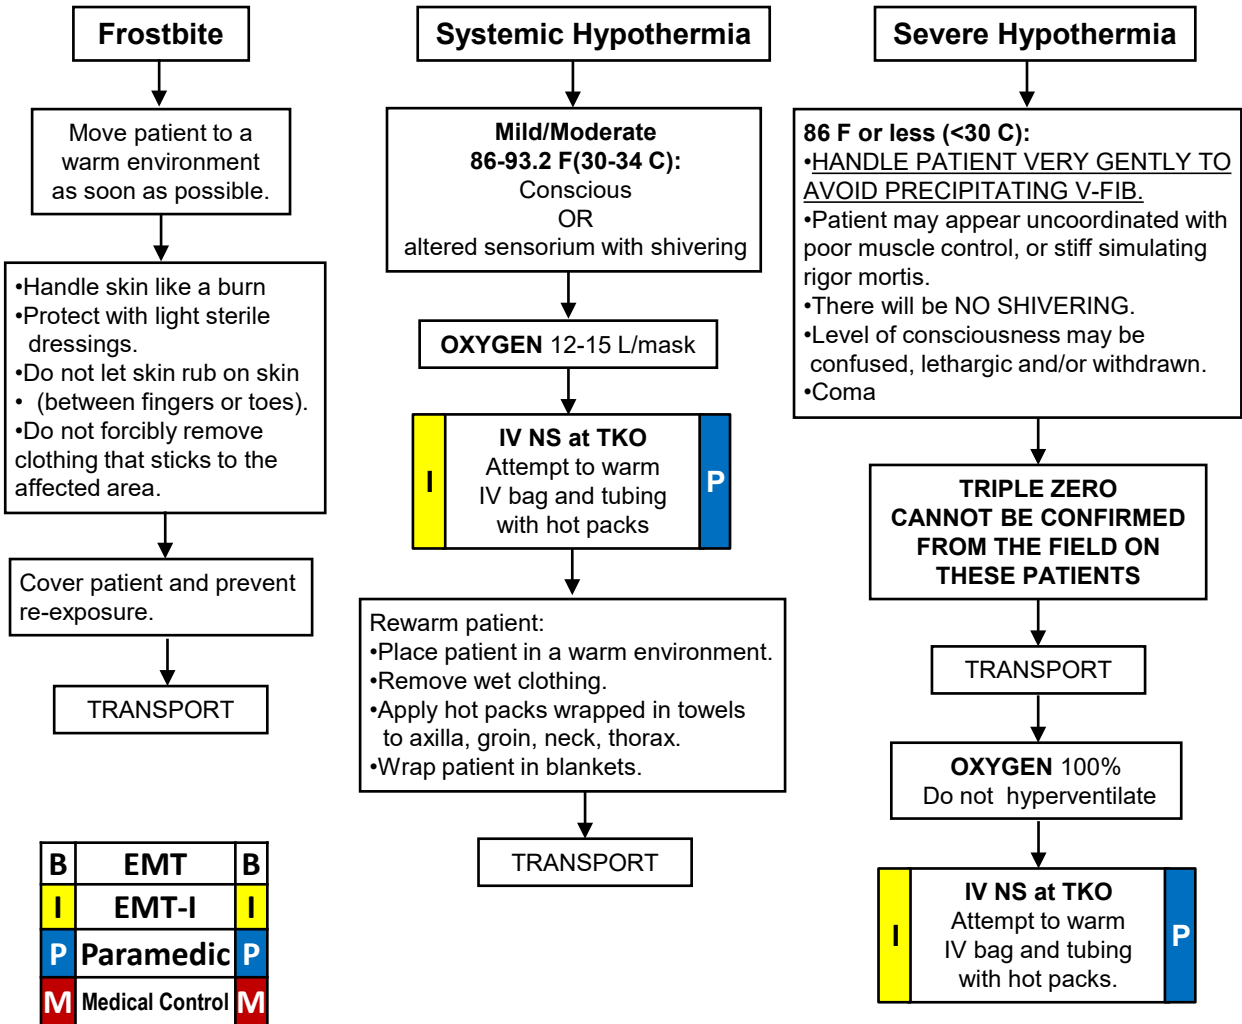 Frostbite
Move patient to a
warm environment
as soon as possible.
•Handle skin like a burn
•Protect with light sterile
dressings.
•Do not let skin rub on skin
• (between fingers or toes).
•Do not forcibly remove
clothing that sticks to the
affected area.
Cover patient and prevent
re-exposure.
TRANSPORT
B EMT B
I EMT-I I
P Paramedic P
M Medical Control M
Systemic Hypothermia
Mild/Moderate
86-93.2 F(30-34 C):
Conscious
OR
altered sensorium with shivering
OXYGEN 12-15 L/mask
I
IV NS at TKO
Attempt to warm
IV bag and tubing
with hot packs
P
Rewarm patient:
•Place patient in a warm environment.
•Remove wet clothing.
•Apply hot packs wrapped in towels
to axilla, groin, neck, thorax.
•Wrap patient in blankets.
TRANSPORT
Severe Hypothermia
86 F or less (<30 C):
•HANDLE PATIENT VERY GENTLY TO
AVOID PRECIPITATING V-FIB.
•Patient may appear uncoordinated with
poor muscle control, or stiff simulating
rigor mortis.
•There will be NO SHIVERING.
•Level of consciousness may be
confused, lethargic and/or withdrawn.
•Coma
TRIPLE ZERO
CANNOT BE CONFIRMED
FROM THE FIELD ON
THESE PATIENTS
TRANSPORT
OXYGEN 100%
Do not hyperventilate
I
IV NS at TKO
Attempt to warm
IV bag and tubing
with hot packs.
P